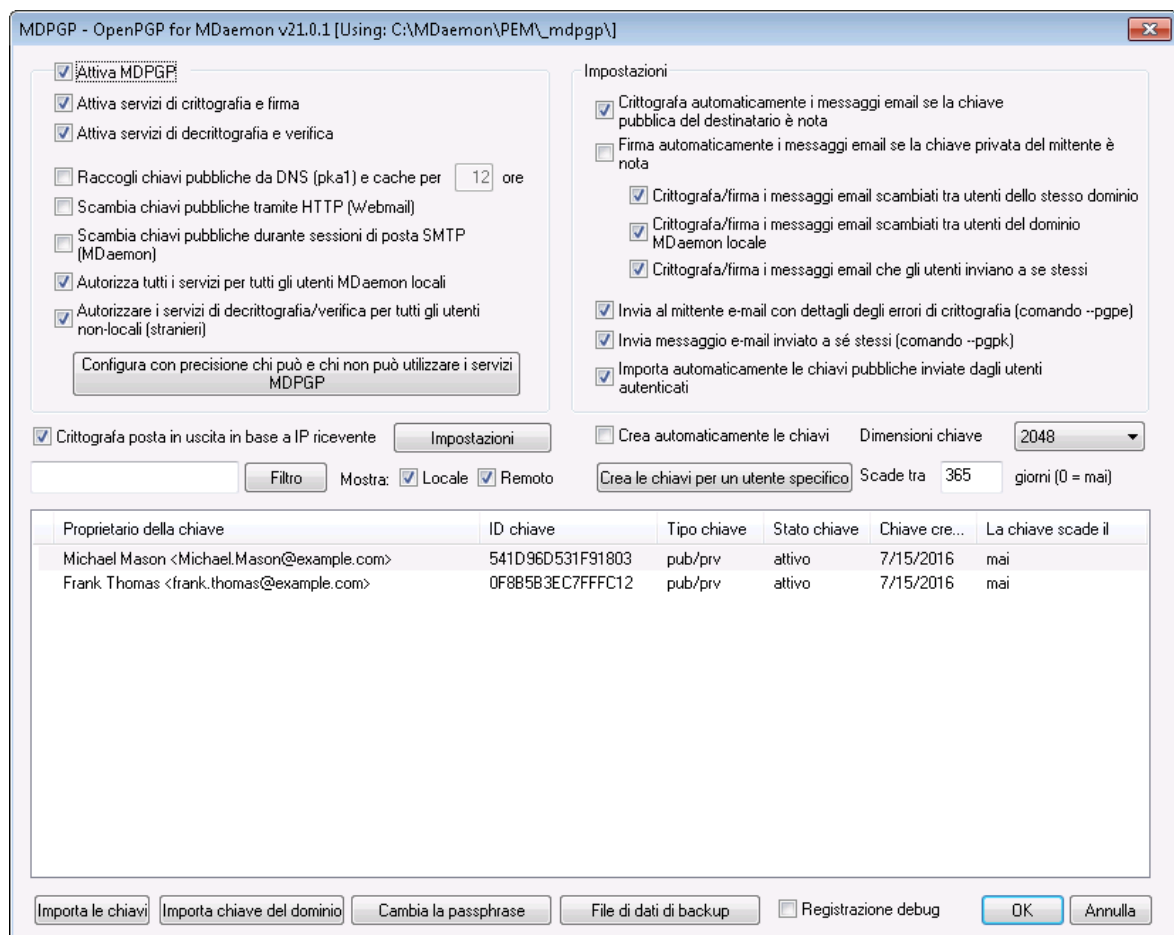 MDPGP - OpenPGP for MDaemon v21.0.1 [Using: C:\MDaemon\PEM\_mdpgp\]
Attiva MDPGP
Attiva servizi di crittografia e firma
Attiva servizi di decrittografia e verifica
Raccogli chiavi pubbliche da DNS (pka1) e cache per 12 ore
Scambia chiavi pubbliche tramite HTTP (Webmail)
Scambia chiavi pubbliche durante sessioni di posta SMTP
(MDaemon)
Autorizza tutti i servizi per tutti gli utenti MDaemon locali
Autorizzare i servizi di decrittografia/verifica per tutti gli utenti
non-locali (stranieri)
Configura con precisione chi può e chi non può utilizzare i servizi
MDPGP
Impostazioni
Crittografa automaticamente i messaggi email se la chiave
pubblica del destinatario è nota
Firma automaticamente i messaggi email se la chiave privata del mittente è
nota
Crittografa/firma i messaggi email scambiati tra utenti dello stesso dominio
Crittografa/firma i messaggi email scambiati tra utenti del dominio
MDaemon locale
Crittografa/firma i messaggi email che gli utenti inviano a se stessi
Invia al mittente e-mail con dettagli degli errori di crittografia (comando --pgpe)
Invia messaggio e-mail inviato a sé stessi (comando --pgpk)
Importa automaticamente le chiavi pubbliche inviate dagli utenti
autenticati
Crittografa posta in uscita in base a IP ricevente Impostazioni
Crea automaticamente le chiavi Dimensioni chiave 2048
Filtro Mostra: Locale Remoto
Crea le chiavi per un utente specifico Scade tra 365 giorni (0 = mai)
Proprietario della chiave ID chiave Tipo chiave Stato chiave Chiave cre... La chiave scade il
Michael Mason <Michael.Mason@example.com> 541D96D531F91803 pub/prv attivo 7/15/2016 mai
Frank Thomas <frank.thomas@example.com> 0F8B5B3EC7FFFC12 pub/prv attivo 7/15/2016 mai
Importa le chiavi Importa chiave del dominio Cambia la passphrase File di dati di backup Registrazione debug OK Annulla